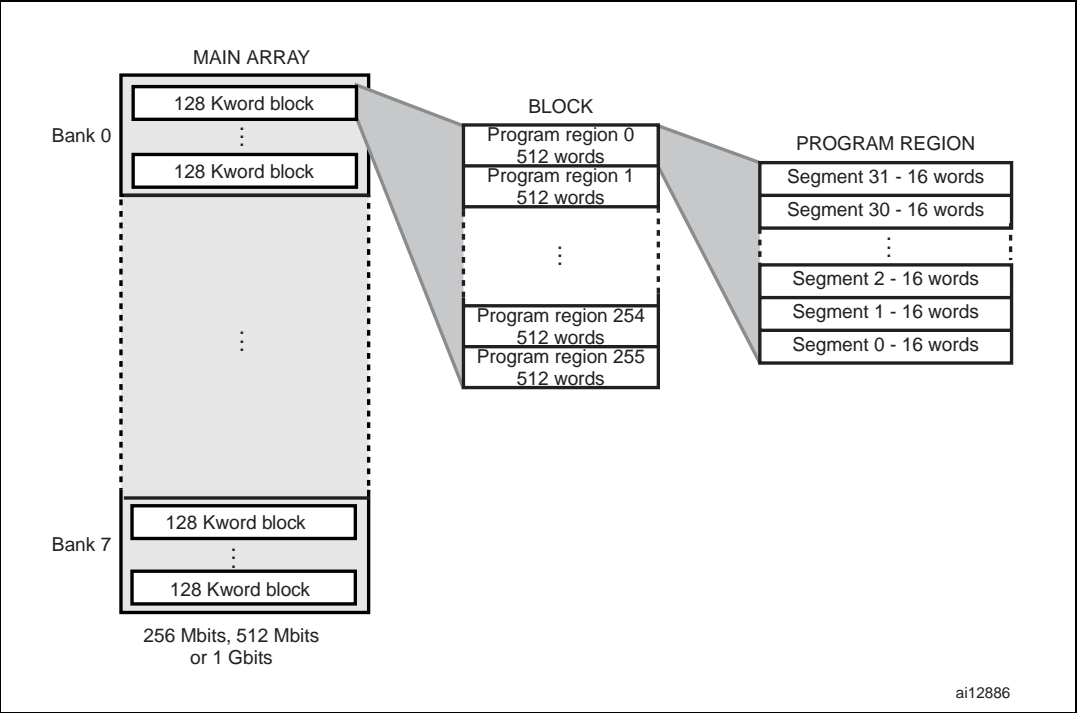 MAIN ARRAY
Bank 0
128 Kword block
⋮
128 Kword block
⋮
Bank 7
128 Kword block
⋮
128 Kword block
256 Mbits, 512 Mbits
or 1 Gbits
BLOCK
Program region 0
512 words
Program region 1
512 words
⋮
Program region 254
512 words
Program region 255
512 words
PROGRAM REGION
Segment 31 - 16 words
Segment 30 - 16 words
⋮
Segment 2 - 16 words
Segment 1 - 16 words
Segment 0 - 16 words
ai12886